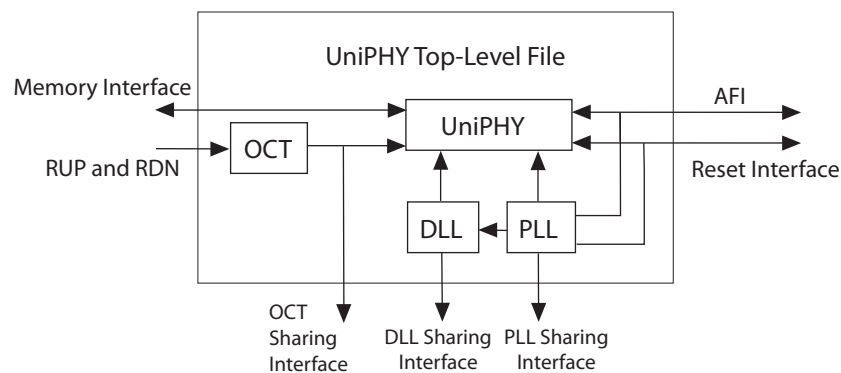 UniPHY Top-Level File
Memory Interface
AFI
UniPHY
OCT
RUP and RDN
Reset Interface
DLL
PLL
OCT
Sharing
Interface
DLL Sharing
Interface
PLL Sharing
Interface